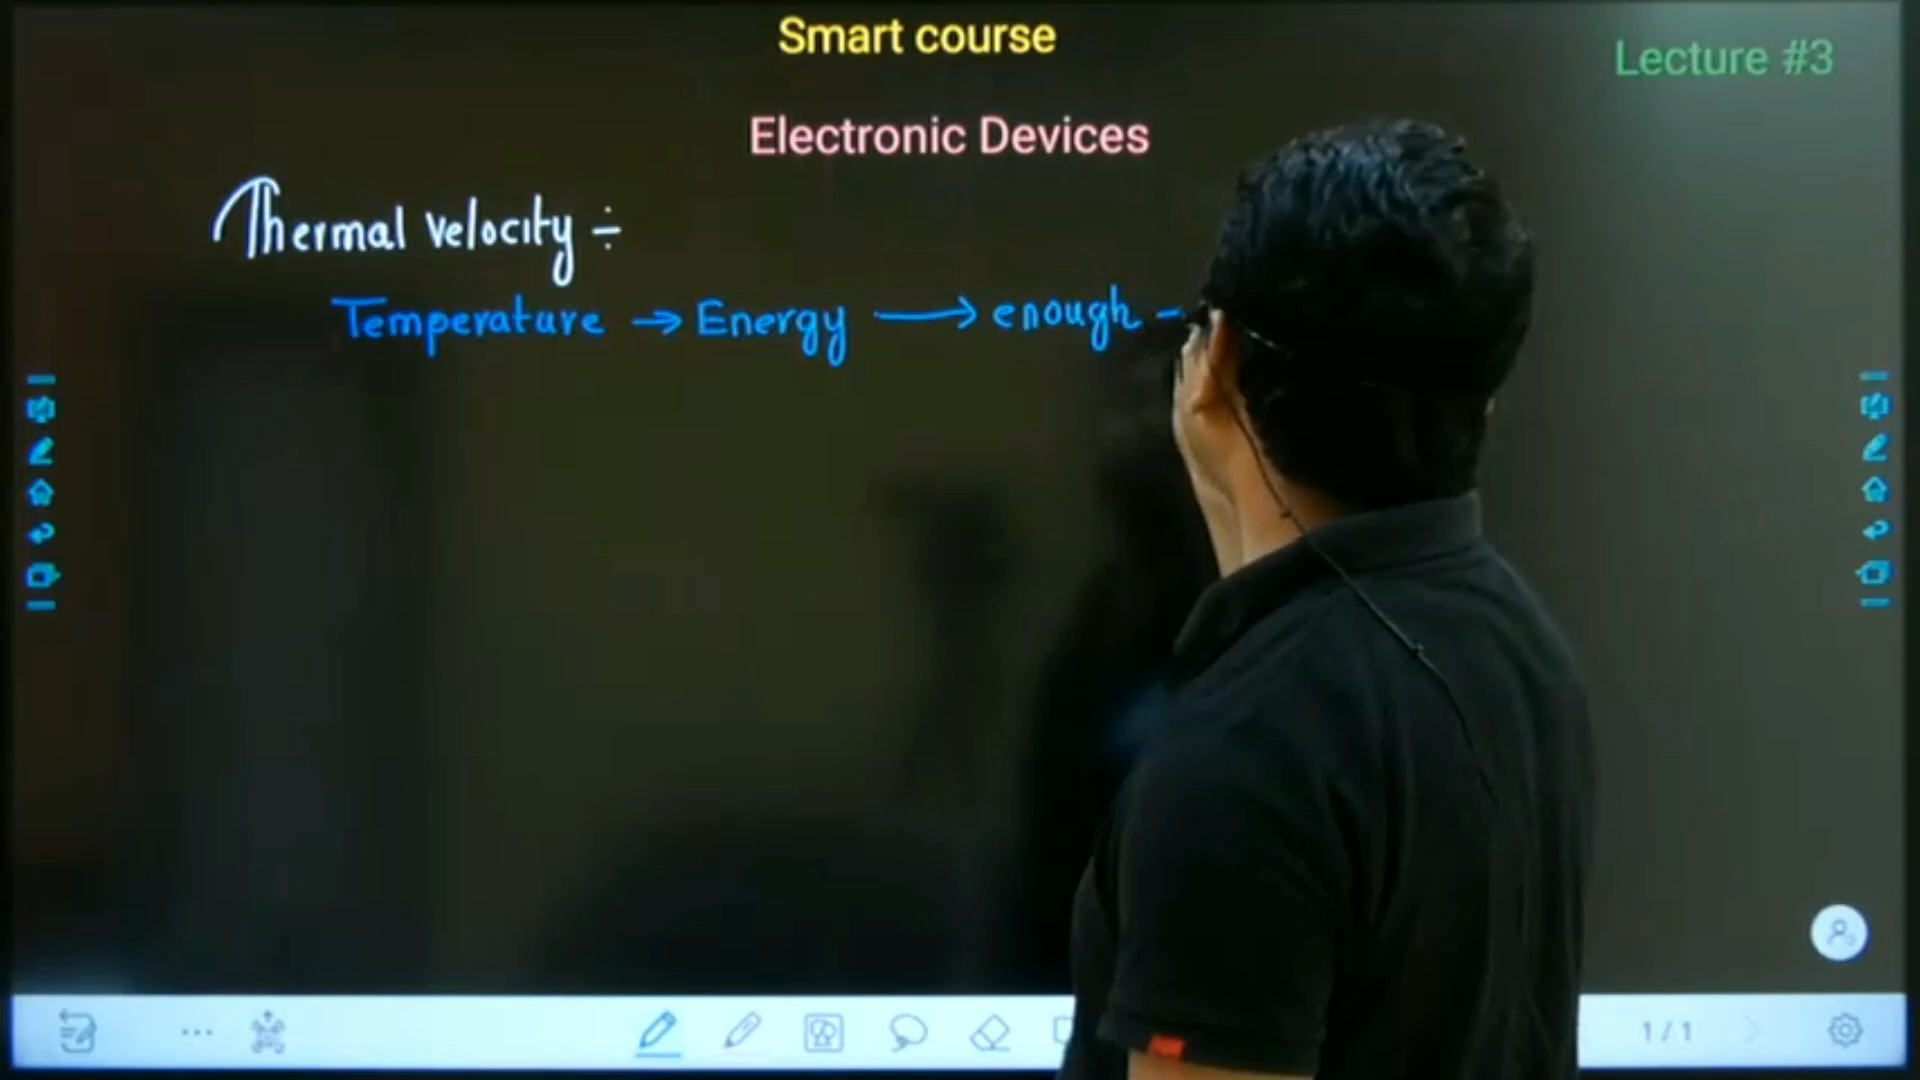 Smart course
Lecture #3
Electronic Devices
Thermal velocity ÷
Temperature → Energy → enough -
1 / 1